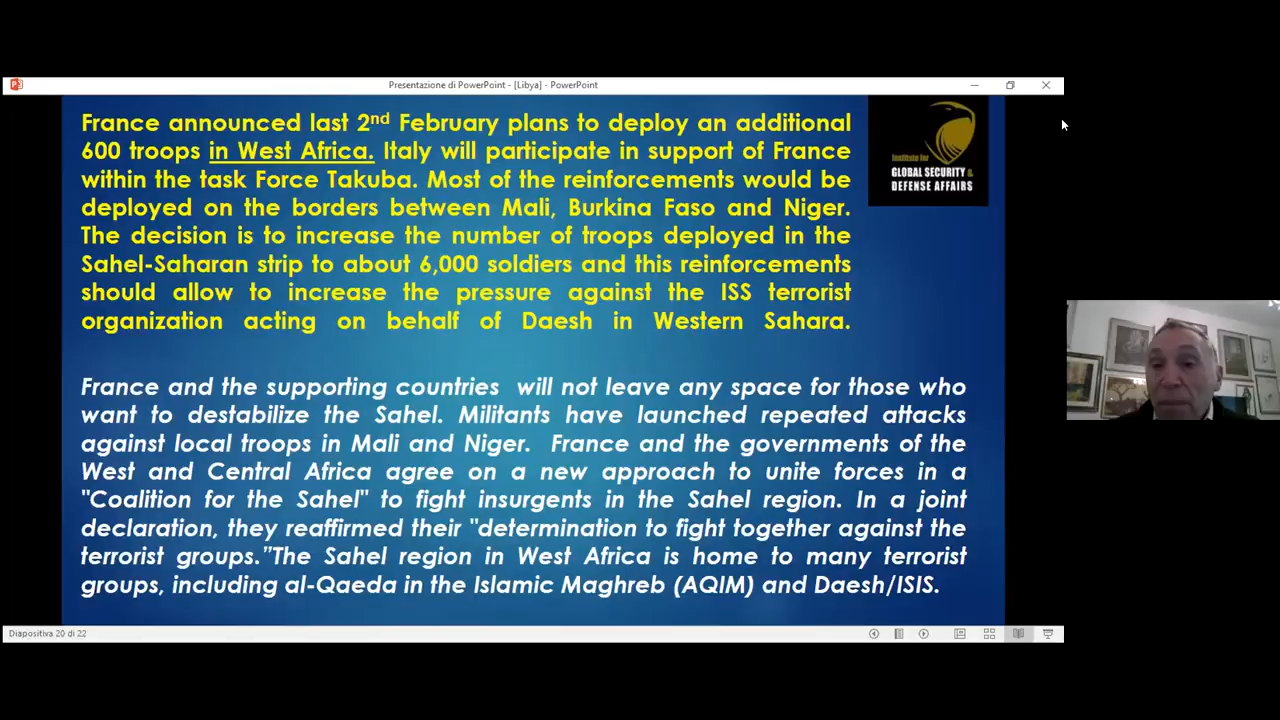 Presentazione di PowerPoint - [Libya] - PowerPoint
France announced last 2nd February plans to deploy an additional
600 troops in West Africa. Italy will participate in support of France
within the task Force Takuba. Most of the reinforcements would be
deployed on the borders between Mali, Burkina Faso and Niger.
The decision is to increase the number of troops deployed in the
Sahel-Saharan strip to about 6,000 soldiers and this reinforcements
should allow to increase the pressure against the ISS terrorist
organization acting on behalf of Daesh in Western Sahara.
Institute for
GLOBAL SECURITY &
DEFENSE AFFAIRS
France and the supporting countries will not leave any space for those who
want to destabilize the Sahel. Militants have launched repeated attacks
against local troops in Mali and Niger. France and the governments of the
West and Central Africa agree on a new approach to unite forces in a
"Coalition for the Sahel" to fight insurgents in the Sahel region. In a joint
declaration, they reaffirmed their "determination to fight together against the
terrorist groups.”The Sahel region in West Africa is home to many terrorist
groups, including al-Qaeda in the Islamic Maghreb (AQIM) and Daesh/ISIS.
Diapositiva 20 di 22